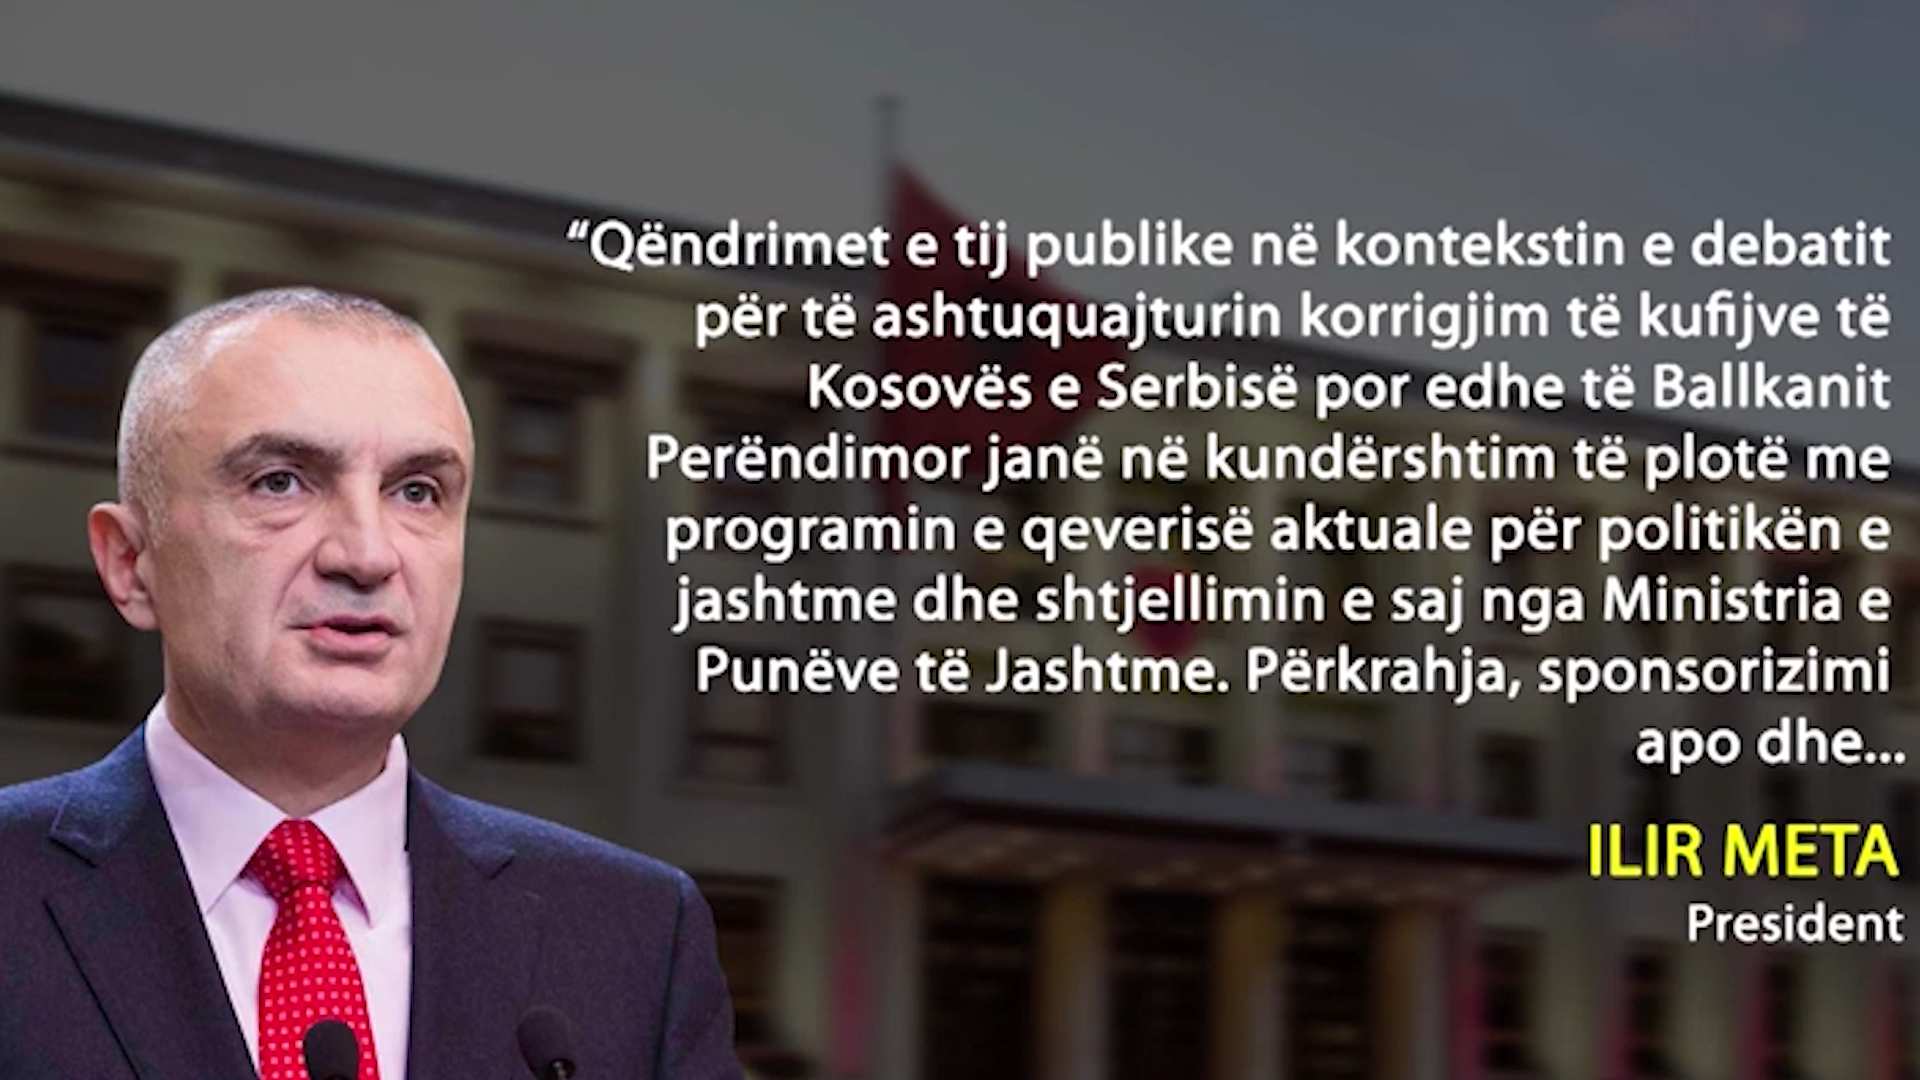 “Qëndrimet e tij publike në kontekstin e debatit
për të ashtuquajturin korrigjim të kufijve të
Kosovës e Serbisë por edhe të Ballkanit
Perëndimor janë në kundërshtim të plotë me
programin e qeverisë aktuale për politikën e
jashtme dhe shtjellimin e saj nga Ministria e
Punëve të Jashtme. Përkrahja, sponsorizimi
apo dhe...
ILIR META
President